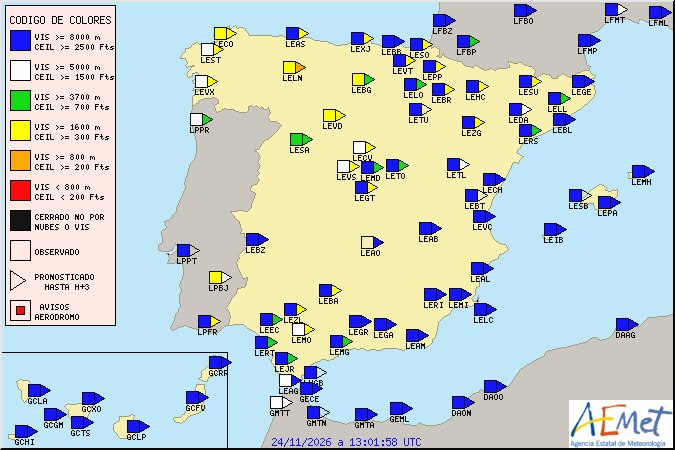 CODIGO DE COLORES
VIS >= 8000 m
CEIL >= 2500 Fts
VIS >= 5000 m
CEIL >= 1500 Fts
VIS >= 3700 m
CEIL >= 700 Fts
VIS >= 1600 m
CEIL >= 300 Fts
VIS >= 800 m
CEIL >= 200 Fts
VIS < 800 m
CEIL < 200 Fts
CERRADO NO POR
NUBES O VIS
OBSERVADO
PRONOSTICADO
HASTA H+3
AVISOS
AERODROMO
LFBO
LFMT
LFML
LFBZ
LECO
LEAS
LEXJ
LEBB
LESO
LFBP
LFMP
LEST
LEVT
LEPP
LELN
LEVX
LEBG
LELO
LEBR
LEHC
LESU
LEGE
LELL
LPPR
LEVD
LETU
LEZG
LEDA
LEBL
LERS
LESA
LECV
LEVS
LEMD
LETO
LETL
LECH
LEMH
LEGT
LEBT
LESB
LEPA
LEVC
LEAB
LEIB
LEBZ
LEAO
LPPT
LPBJ
LEAL
LEBA
LERI
LEMI
LELC
LEZL
LPFR
LEEC
LEMO
LEGR
LEGA
LEAM
DAAG
LERT
LEMG
LEJR
GCRR
LEAG
LXGB
GECE
GCLA
GCXO
GCFV
GMTT
GMTN
GMTA
GEML
DAON
DAOO
GCGM
GCTS
GCLP
GCHI
24/11/2026 a 13:01:58 UTC
AEMet
Agencia Estatal de Meteorología